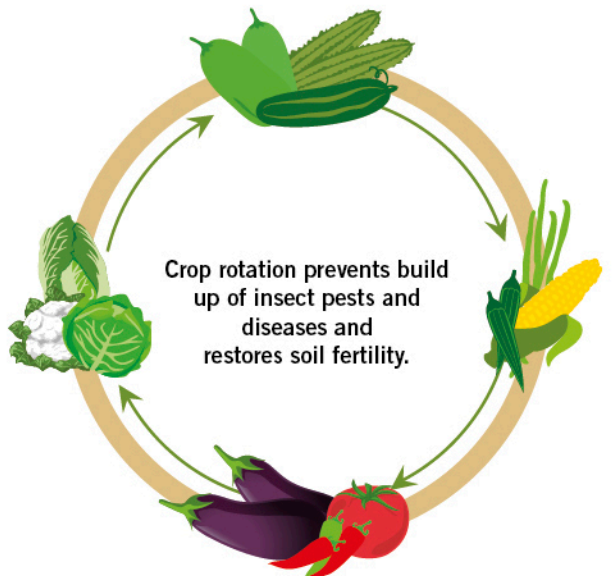 Crop rotation prevents build
up of insect pests and
diseases and
restores soil fertility.